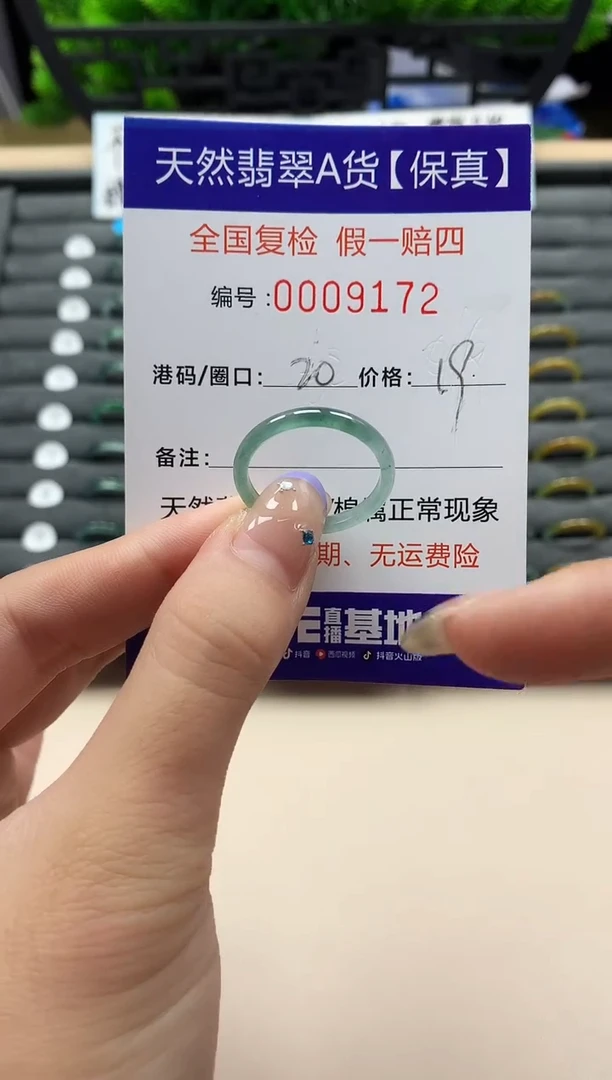 天然翡翠A货【保真】
全国复检 假一赔四
编号:0009172
港码/圈口: 20 价格: 19
备注:
天然 棉属正常现象
期、无运费险
直播基地
抖音 西瓜视频 抖音火山版